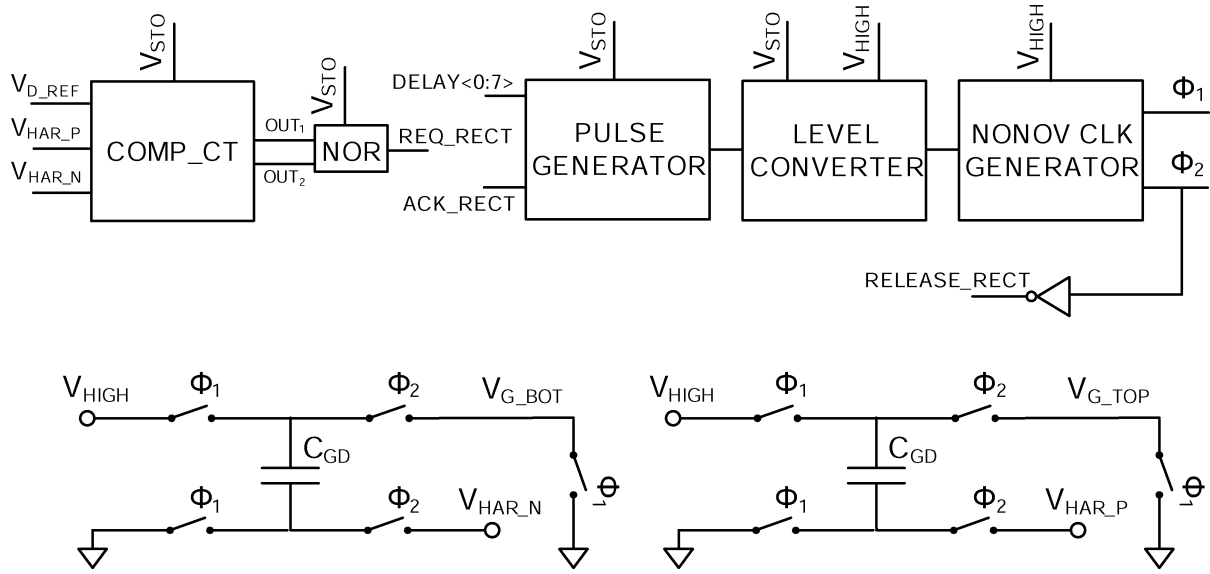 V_STO
V_D_REF
V_HAR_P
V_HAR_N
COMP_CT
OUT₁
OUT₂
V_STO
NOR
REQ_RECT
DELAY<0:7>
ACK_RECT
V_STO
PULSE
GENERATOR
V_STO
V_HIGH
LEVEL
CONVERTER
V_HIGH
NONOV CLK
GENERATOR
Φ₁
Φ₂
RELEASE_RECT
V_HIGH
Φ₁
Φ₂
V_G_BOT
C_GD
Φ₁
Φ₁
Φ₂
V_HAR_N
V_HIGH
Φ₁
Φ₂
V_G_TOP
C_GD
Φ₁
Φ₁
Φ₂
V_HAR_P